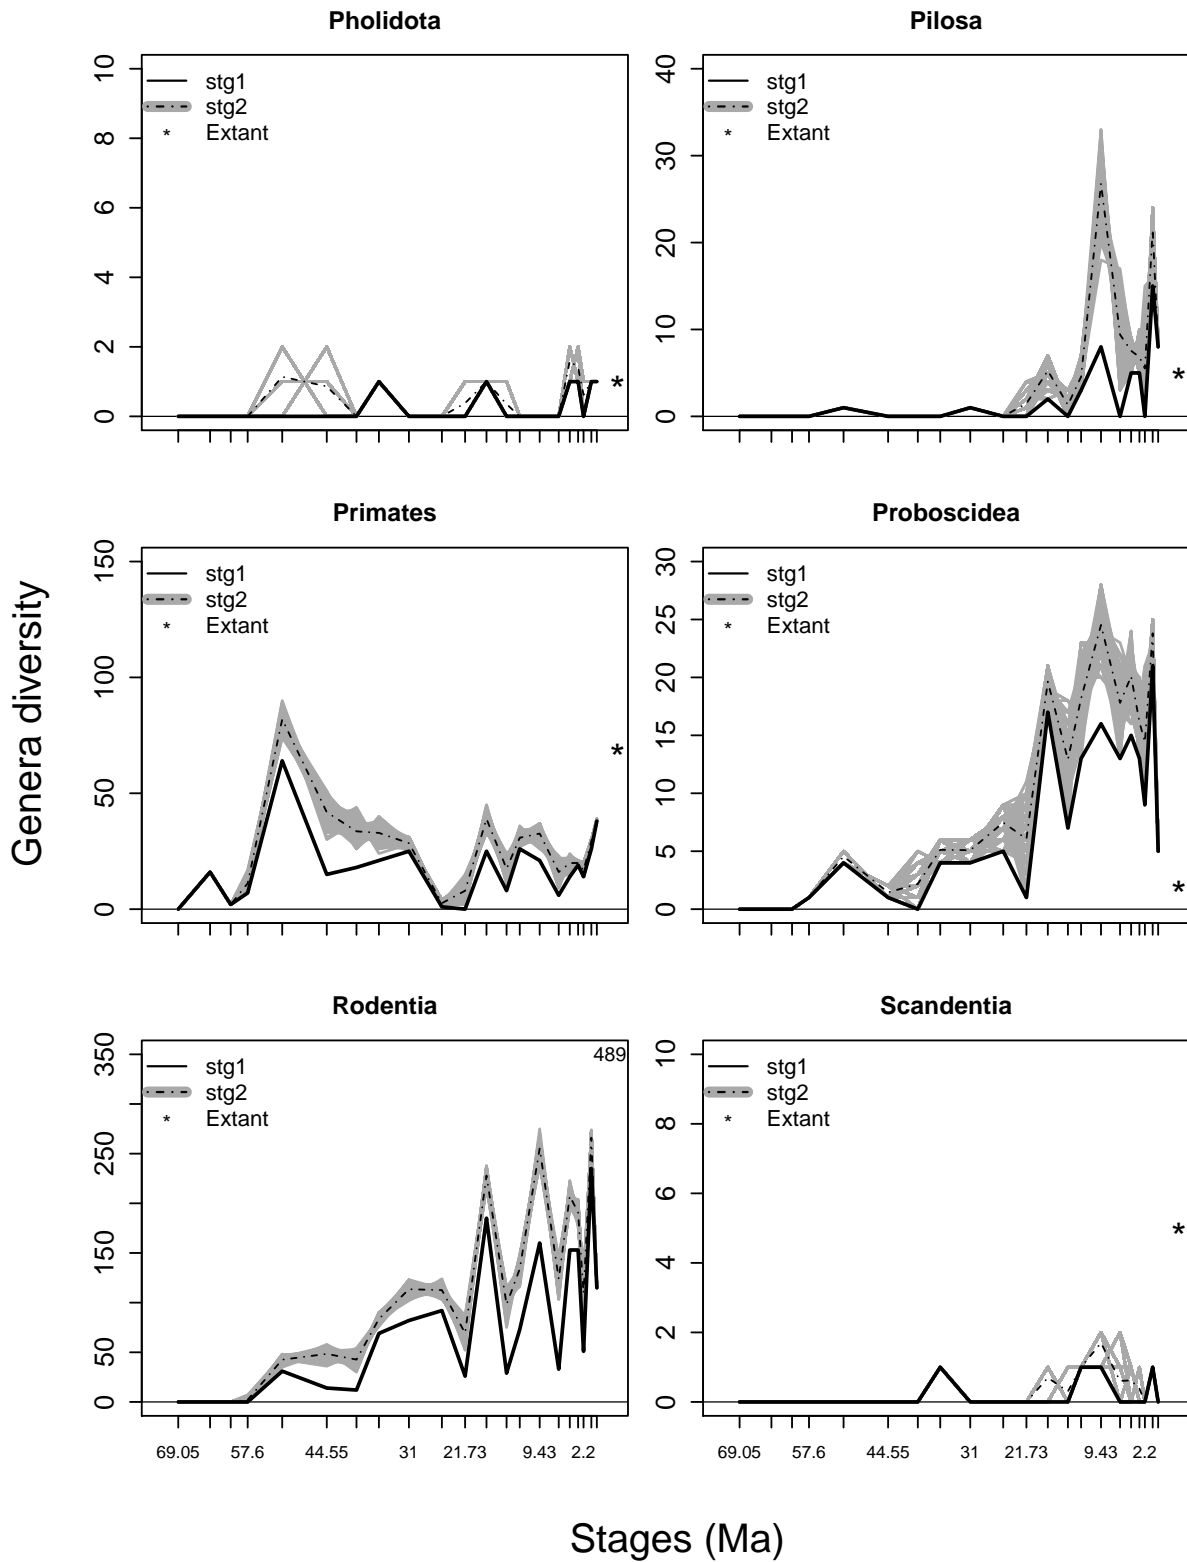 Pholidota
10
8
6
4
2
0
stg1
stg2
* Extant
*
Pilosa
40
30
20
10
0
stg1
stg2
* Extant
*
Genera diversity
Primates
150
100
50
0
stg1
stg2
* Extant
*
Proboscidea
30
25
20
15
10
5
0
stg1
stg2
* Extant
*
Rodentia
350
250
150
50
0
stg1
stg2
* Extant
489
69.05 57.6 44.55 31 21.73 9.43 2.2
Scandentia
10
8
6
4
2
0
stg1
stg2
* Extant
*
69.05 57.6 44.55 31 21.73 9.43 2.2
Stages (Ma)